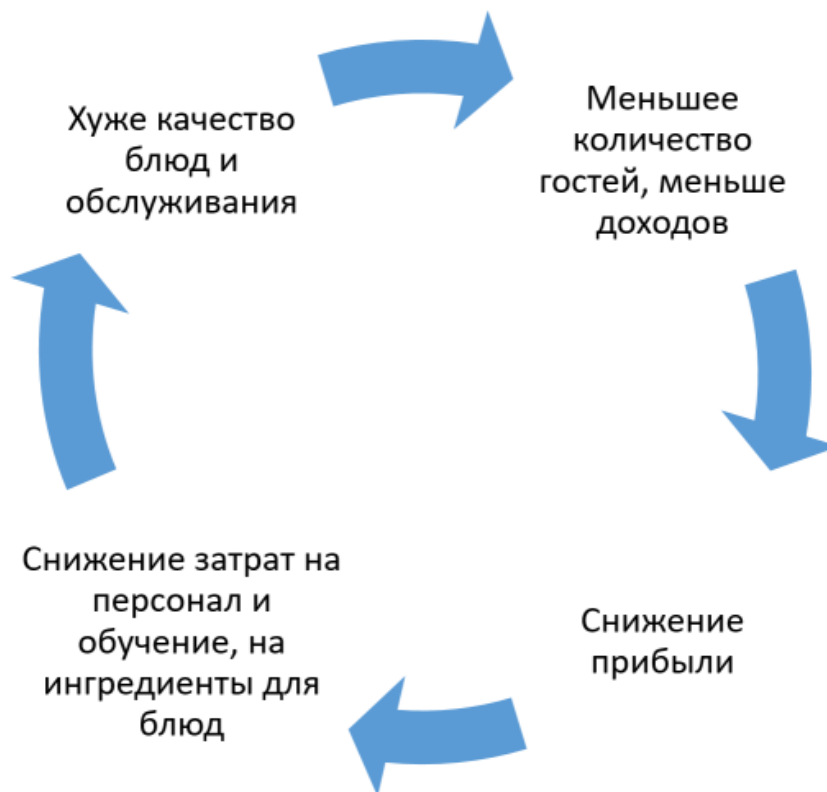 Хуже качество
блюд и
обслуживания
Меньшее
количество
гостей, меньше
доходов
Снижение
прибыли
Снижение затрат на
персонал и
обучение, на
ингредиенты для
блюд